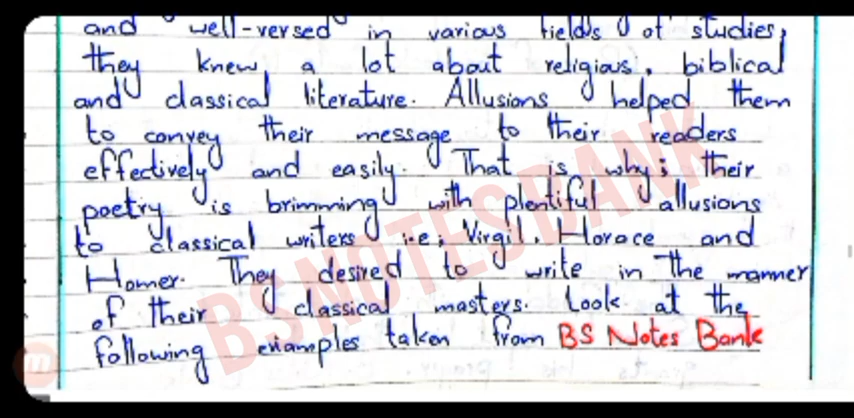 and well-versed in various fields of studies;
they knew a lot about religious, biblical
and classical literature. Allusions helped them
to convey their message to their readers
effectively and easily. That is why; their
poetry is brimming with plentiful allusions
to classical writers i.e; Virgil, Horace and
Homer. They desired to write in the manner
of their classical masters. Look at the
following examples taken from BS Notes Bank
BSNOTESBANK